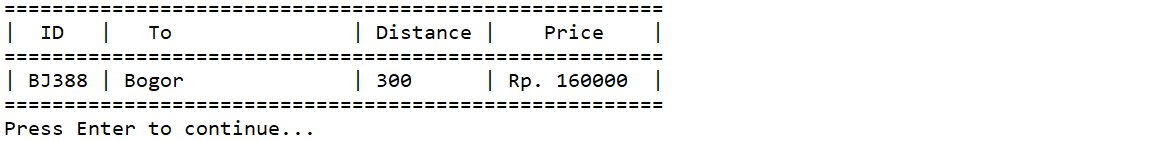 =======================================================
|  ID   |   To               | Distance |    Price    |
=======================================================
| BJ388 | Bogor              | 300      | Rp. 160000  |
=======================================================
Press Enter to continue...